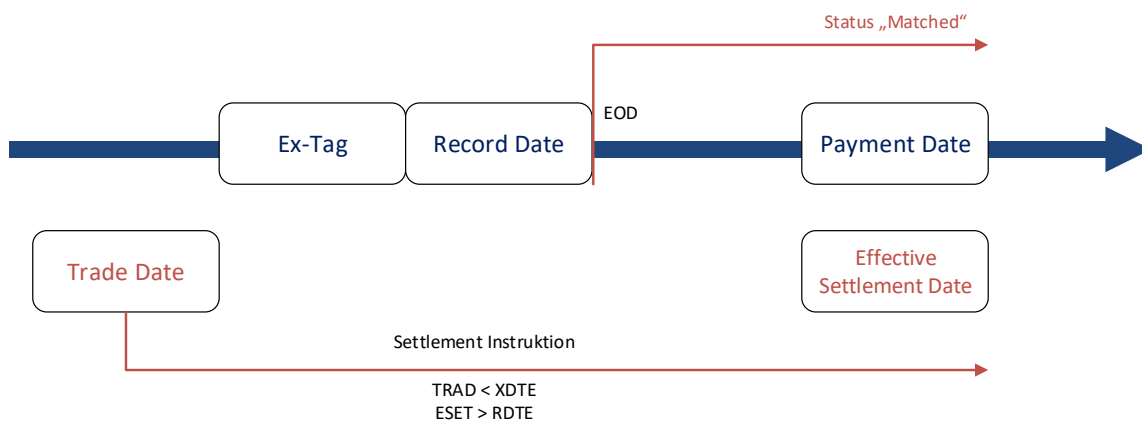 Status „Matched“
EOD
Ex-Tag
Record Date
Payment Date
Trade Date
Effective
Settlement Date
Settlement Instruktion
TRAD < XDTE
ESET > RDTE